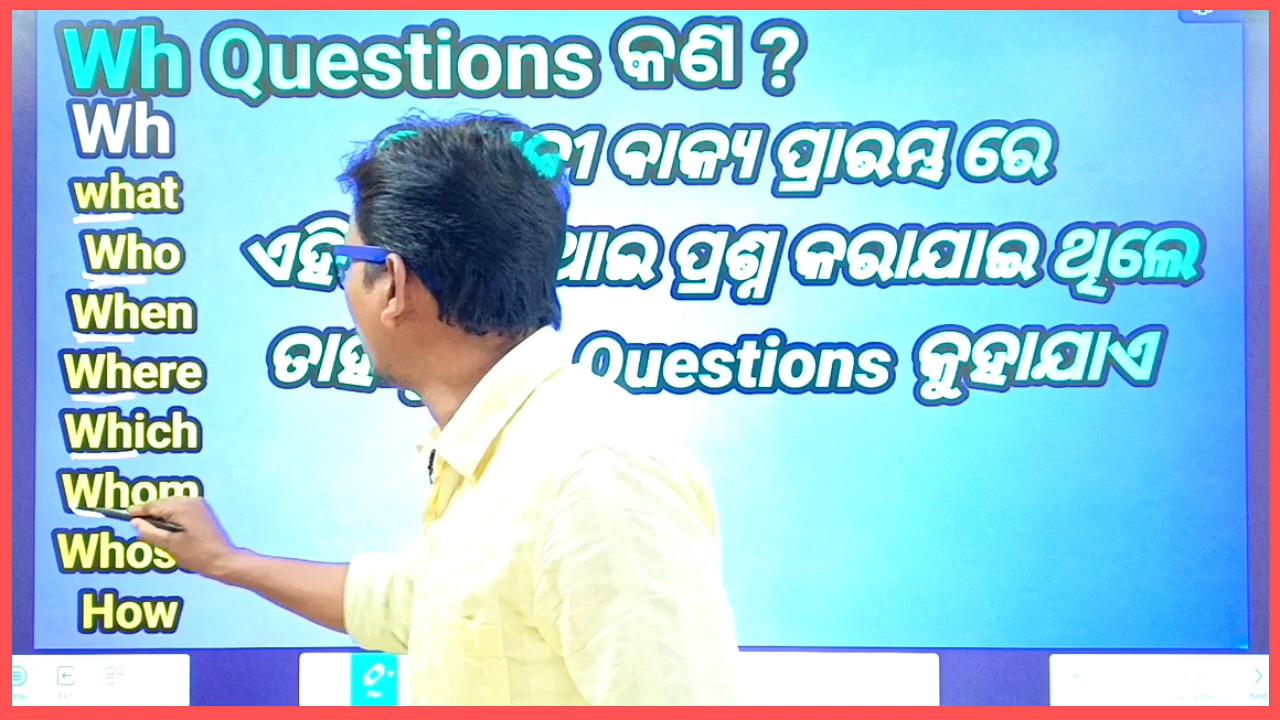 Wh Questions କଣ ?
Wh
what
Who
When
Where
Which
Whom
How
ବାକ୍ୟ ପ୍ରାରମ୍ଭ ରେ
ଏହି ପ୍ରଶ୍ନ କରାଯାଇ ଥିଲେ
Questions କୁହାଯାଏ